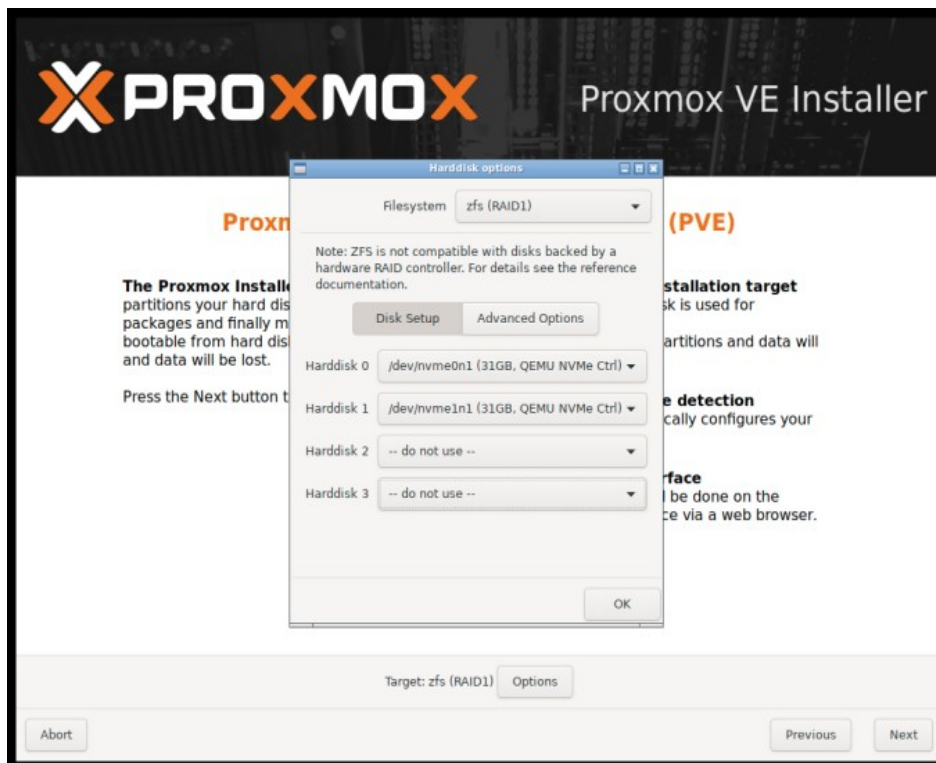 PROXMOX
Proxmox VE Installer
Harddisk options
Filesystem zfs (RAID1)
Proxn
(PVE)
Note: ZFS is not compatible with disks backed by a
hardware RAID controller. For details see the reference
documentation.
Disk Setup Advanced Options
Harddisk 0 /dev/nvme0n1 (31GB, QEMU NVMe Ctrl)
Harddisk 1 /dev/nvme1n1 (31GB, QEMU NVMe Ctrl)
Harddisk 2 -- do not use --
Harddisk 3 -- do not use --
OK
The Proxmox Installe
partitions your hard dis
packages and finally m
bootable from hard dis
and data will be lost.
Press the Next button t
stallation target
sk is used for
artitions and data will
e detection
cally configures your
rface
l be done on the
ce via a web browser.
Target: zfs (RAID1) Options
Abort
Previous
Next